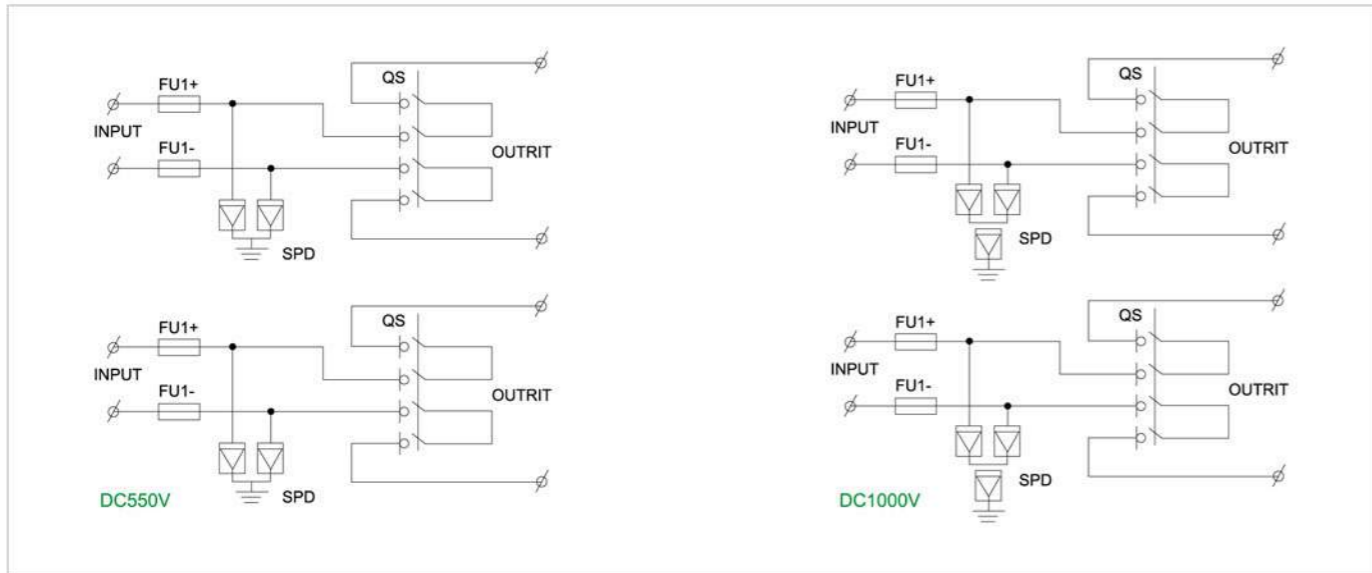 FU1+
QS
INPUT
OUTRIT
FU1-
SPD
FU1+
QS
INPUT
OUTRIT
FU1-
SPD
DC550V
FU1+
QS
INPUT
OUTRIT
FU1-
SPD
FU1+
QS
INPUT
OUTRIT
FU1-
SPD
DC1000V